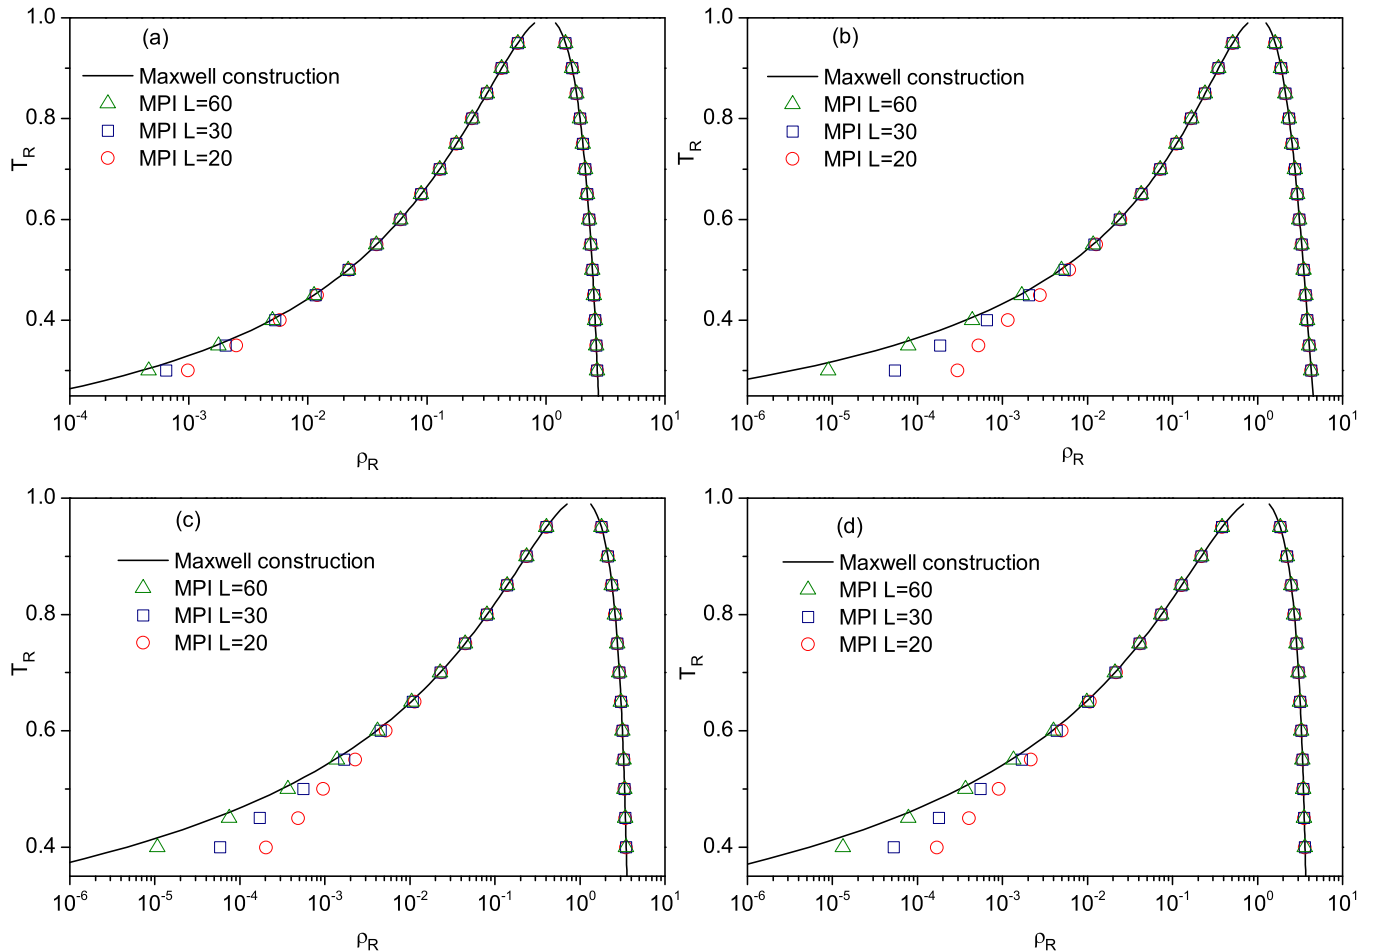 (a)
Maxwell construction
MPI L=60
MPI L=30
MPI L=20
T_R
1.0
0.8
0.6
0.4
10^-4 10^-3 10^-2 10^-1 10^0 10^1
ρ_R
(b)
Maxwell construction
MPI L=60
MPI L=30
MPI L=20
T_R
1.0
0.8
0.6
0.4
10^-6 10^-5 10^-4 10^-3 10^-2 10^-1 10^0 10^1
ρ_R
(c)
Maxwell construction
MPI L=60
MPI L=30
MPI L=20
T_R
1.0
0.8
0.6
0.4
10^-6 10^-5 10^-4 10^-3 10^-2 10^-1 10^0 10^1
ρ_R
(d)
Maxwell construction
MPI L=60
MPI L=30
MPI L=20
T_R
1.0
0.8
0.6
0.4
10^-6 10^-5 10^-4 10^-3 10^-2 10^-1 10^0 10^1
ρ_R